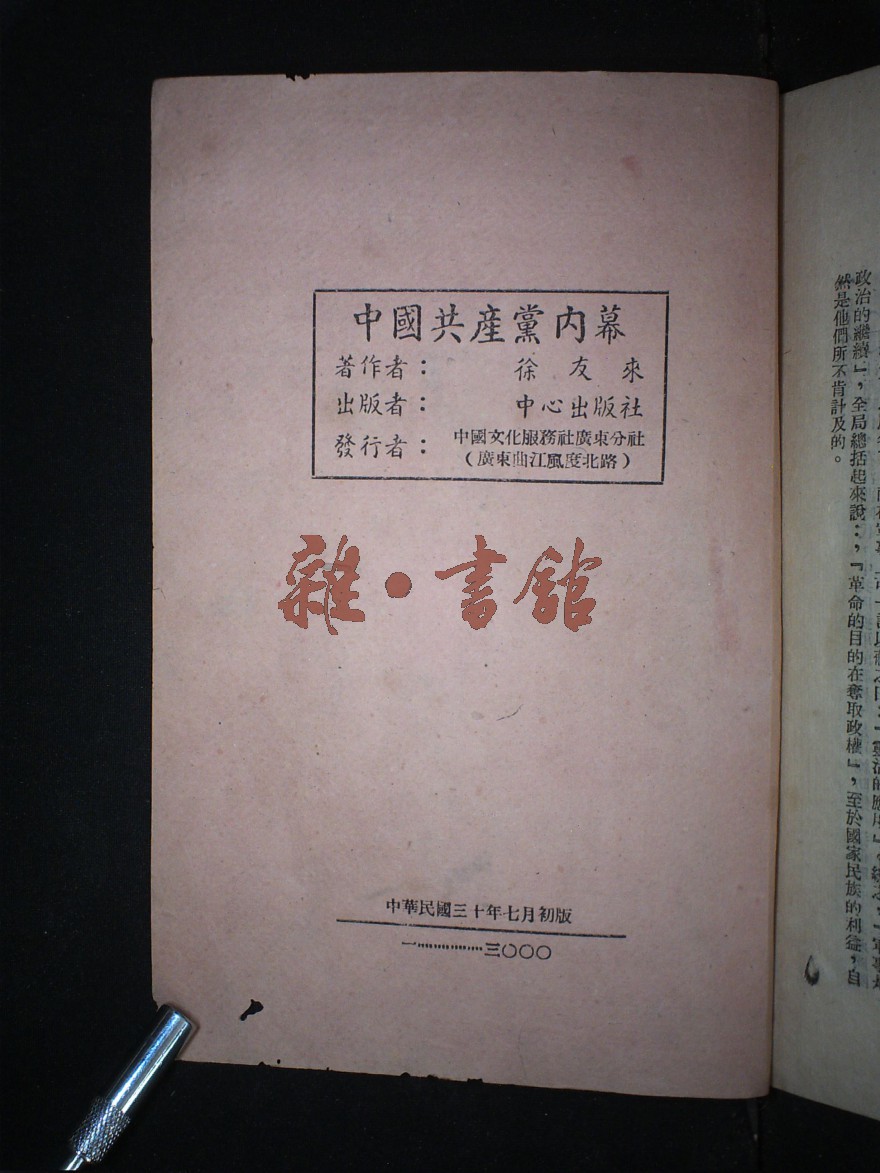 中國共產黨內幕
著作者： 徐友來
出版者： 中心出版社
發行者： 中國文化服務社廣東分社
（廣東曲江風度北路）
雜·書館
中華民國三十年七月初版
一………………三〇〇〇
政治的繼續』，全局總括起來說：，『革命的目的在奪取政權』，至於國家民族的利益，自
然是他們所不肯計及的。